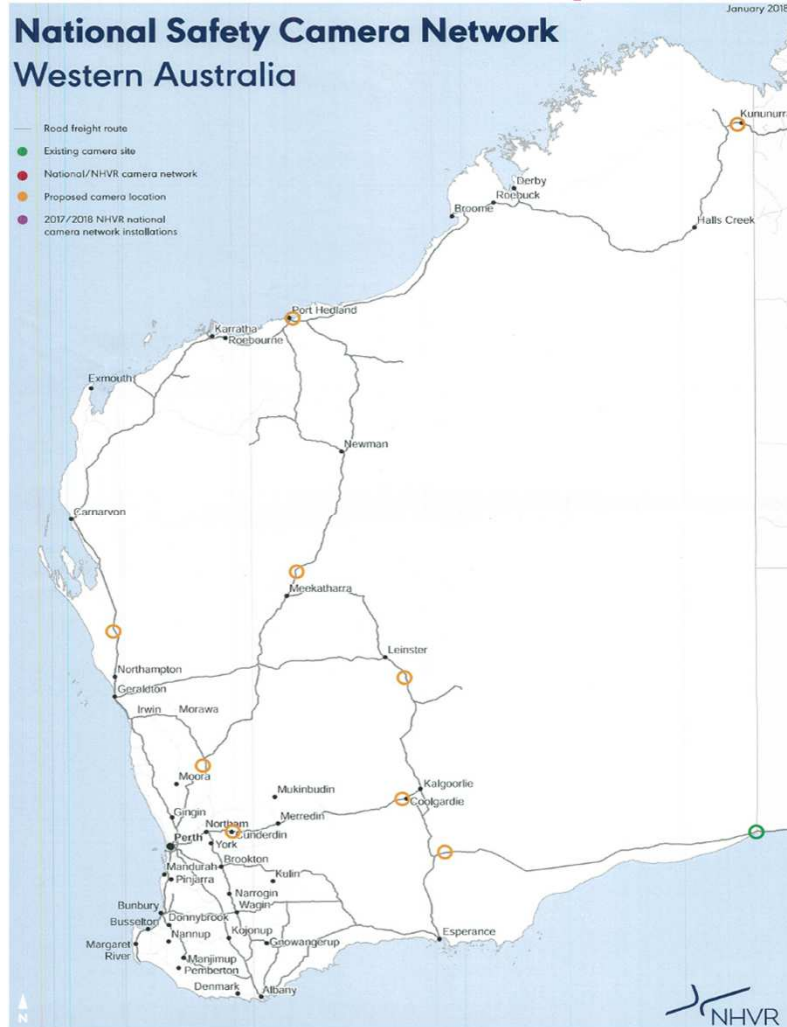 January 2018
National Safety Camera Network
Western Australia
Road freight route
Existing camera site
National/NHVR camera network
Proposed camera location
2017/2018 NHVR national
camera network installations
Kununurra
Derby
Roebuck
Broome
Halls Creek
Port Hedland
Karratha
Roebourne
Exmouth
Newman
Carnarvon
Meekatharra
Leinster
Northampton
Geraldton
Irwin
Morawa
Moora
Mukinbudin
Kalgoorlie
Coolgardie
Gingin
Northam
Merredin
Cunderdin
Perth
York
Brookton
Mandurah
Kulin
Pinjarra
Narrogin
Bunbury
Wagin
Donnybrook
Busselton
Nannup
Kojonup
Gnowangerup
Esperance
Margaret
River
Manjimup
Pemberton
Denmark
Albany
N
NHVR